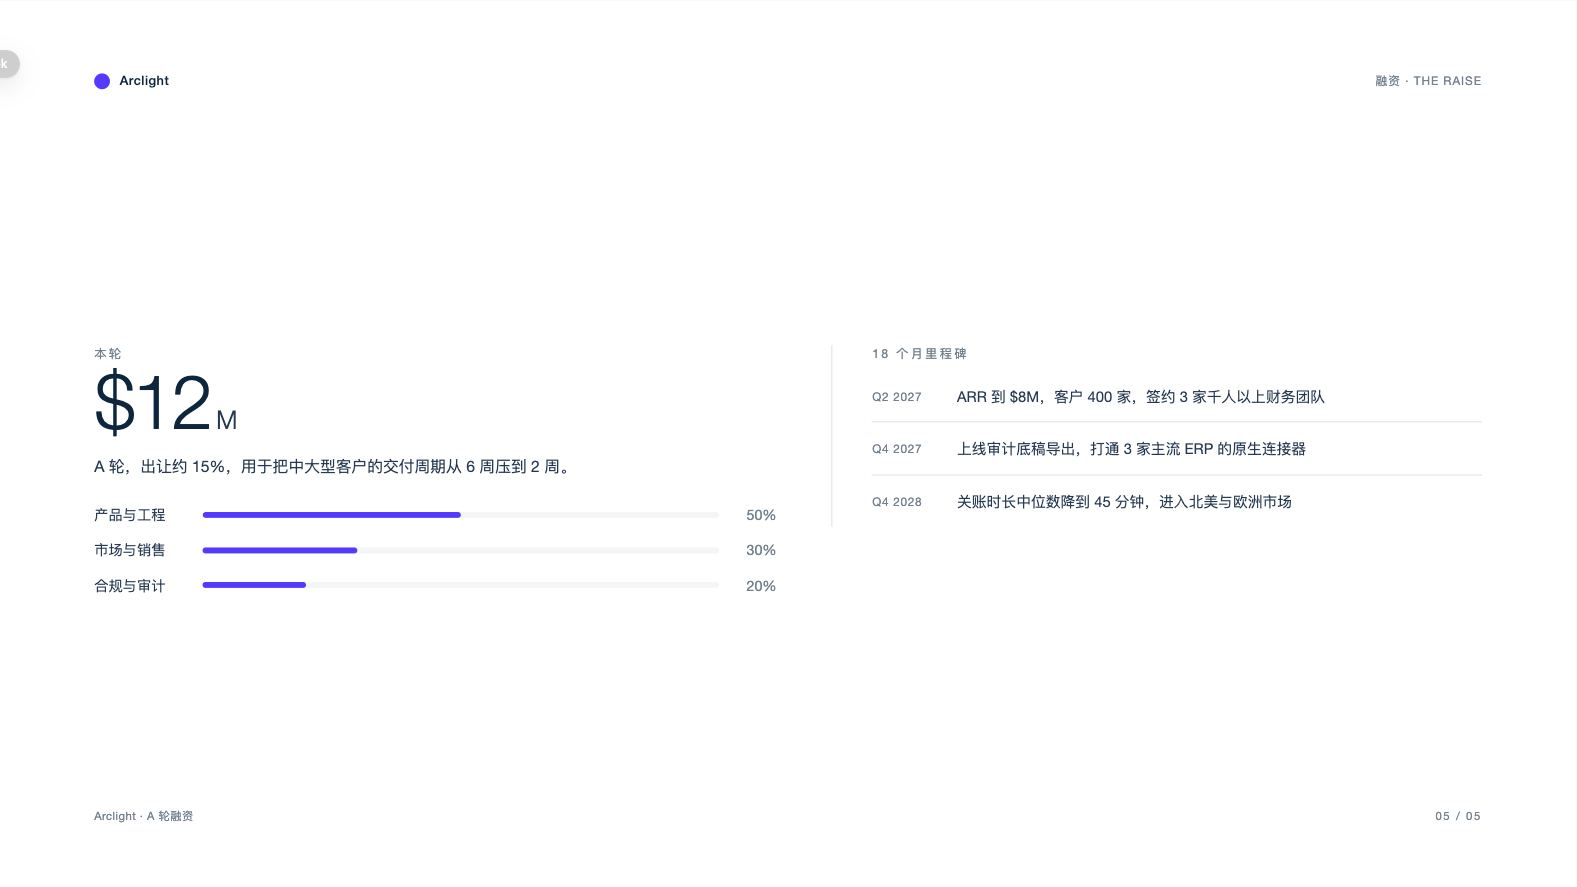 k
Arclight
融资 · THE RAISE
本轮
$12M
A 轮，出让约 15%，用于把中大型客户的交付周期从 6 周压到 2 周。
产品与工程 50%
市场与销售 30%
合规与审计 20%
18 个月里程碑
Q2 2027 ARR 到 $8M，客户 400 家，签约 3 家千人以上财务团队
Q4 2027 上线审计底稿导出，打通 3 家主流 ERP 的原生连接器
Q4 2028 关账时长中位数降到 45 分钟，进入北美与欧洲市场
Arclight · A 轮融资
05 / 05